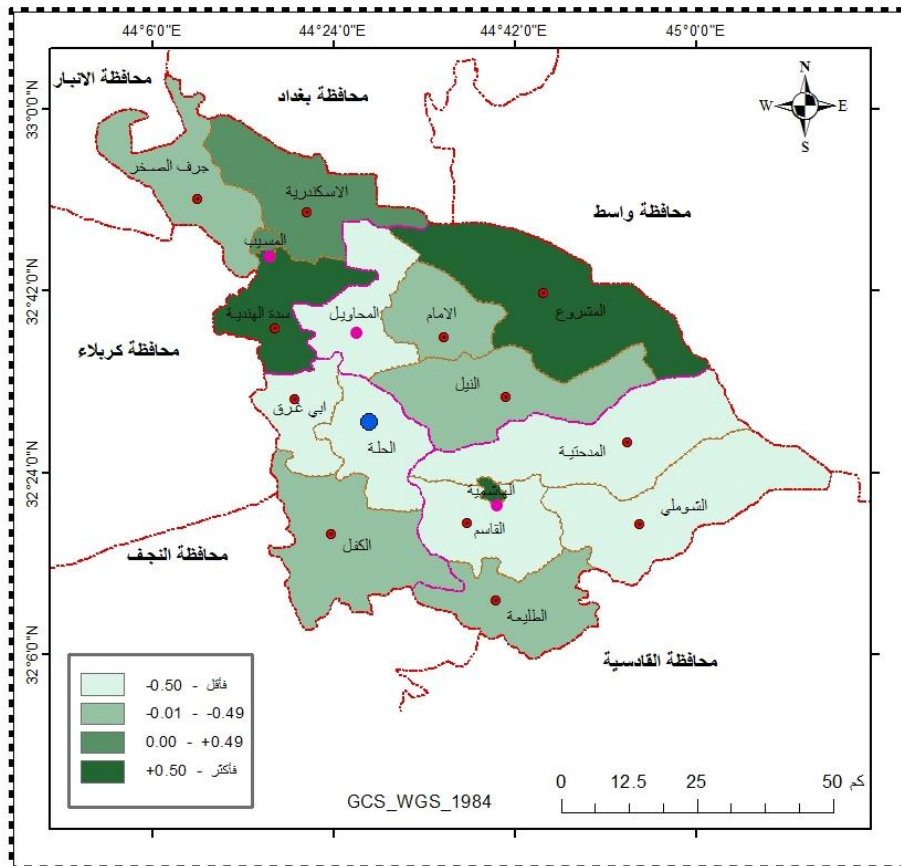 44°6'0"E 44°24'0"E 44°42'0"E 45°0'0"E
33°0'0"N
32°42'0"N
32°24'0"N
32°6'0"N
N
W E
S
محافظة الانبار
محافظة بغداد
محافظة واسط
محافظة كربلاء
محافظة النجف
محافظة القادسية
جرف الصخر
الاسكندرية
المسيب
سدة الهندية
المحاويل
الامام
المشروع
النيل
ابي غرق
الحلة
المدحتية
الهاشمية
القاسم
الشوملي
الكفل
الطليعة
-0.50 - فأقل
-0.01 - -0.49
0.00 - +0.49
+0.50 - فأكثر
GCS_WGS_1984
0 12.5 25 50 كم